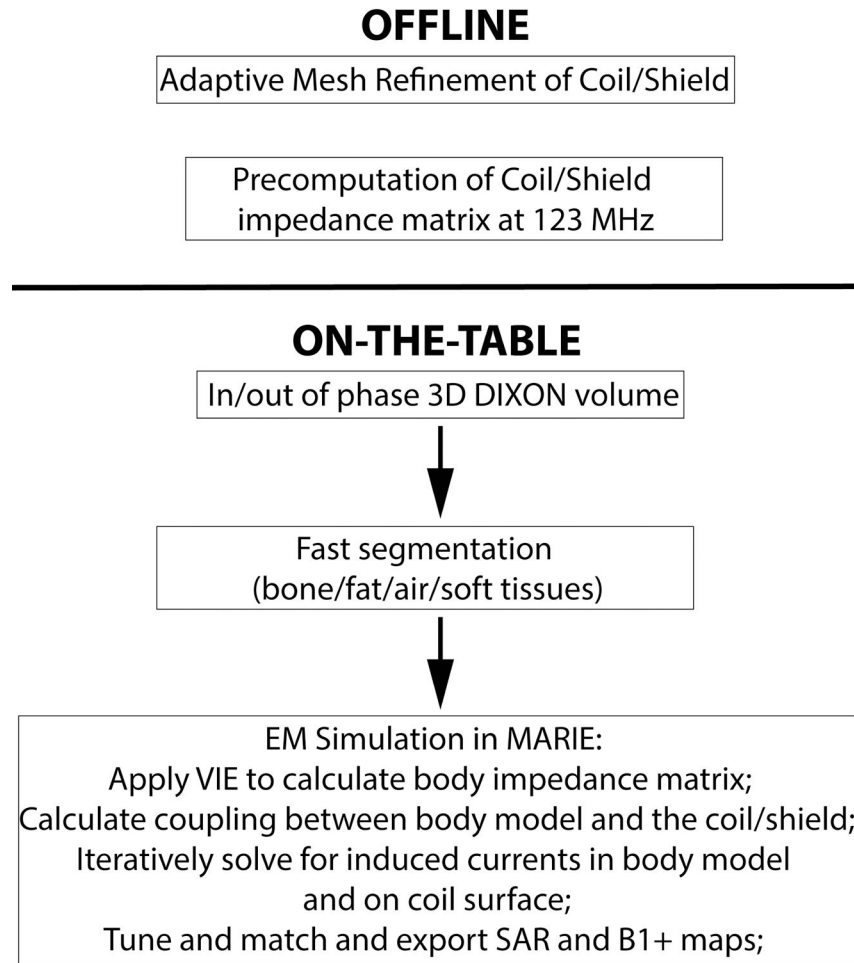 OFFLINE
Adaptive Mesh Refinement of Coil/Shield
Precomputation of Coil/Shield
impedance matrix at 123 MHz
ON-THE-TABLE
In/out of phase 3D DIXON volume
Fast segmentation
(bone/fat/air/soft tissues)
EM Simulation in MARIE:
Apply VIE to calculate body impedance matrix;
Calculate coupling between body model and the coil/shield;
Iteratively solve for induced currents in body model
and on coil surface;
Tune and match and export SAR and B1+ maps;